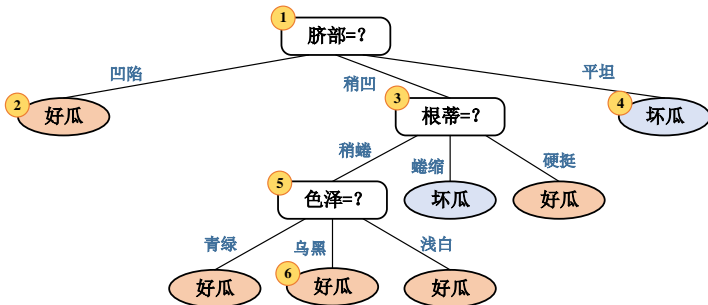 1
脐部=?
凹陷
稍凹
平坦
2
好瓜
3
根蒂=?
4
坏瓜
稍蜷
蜷缩
硬挺
5
色泽=?
坏瓜
好瓜
青绿
乌黑
浅白
好瓜
6
好瓜
好瓜